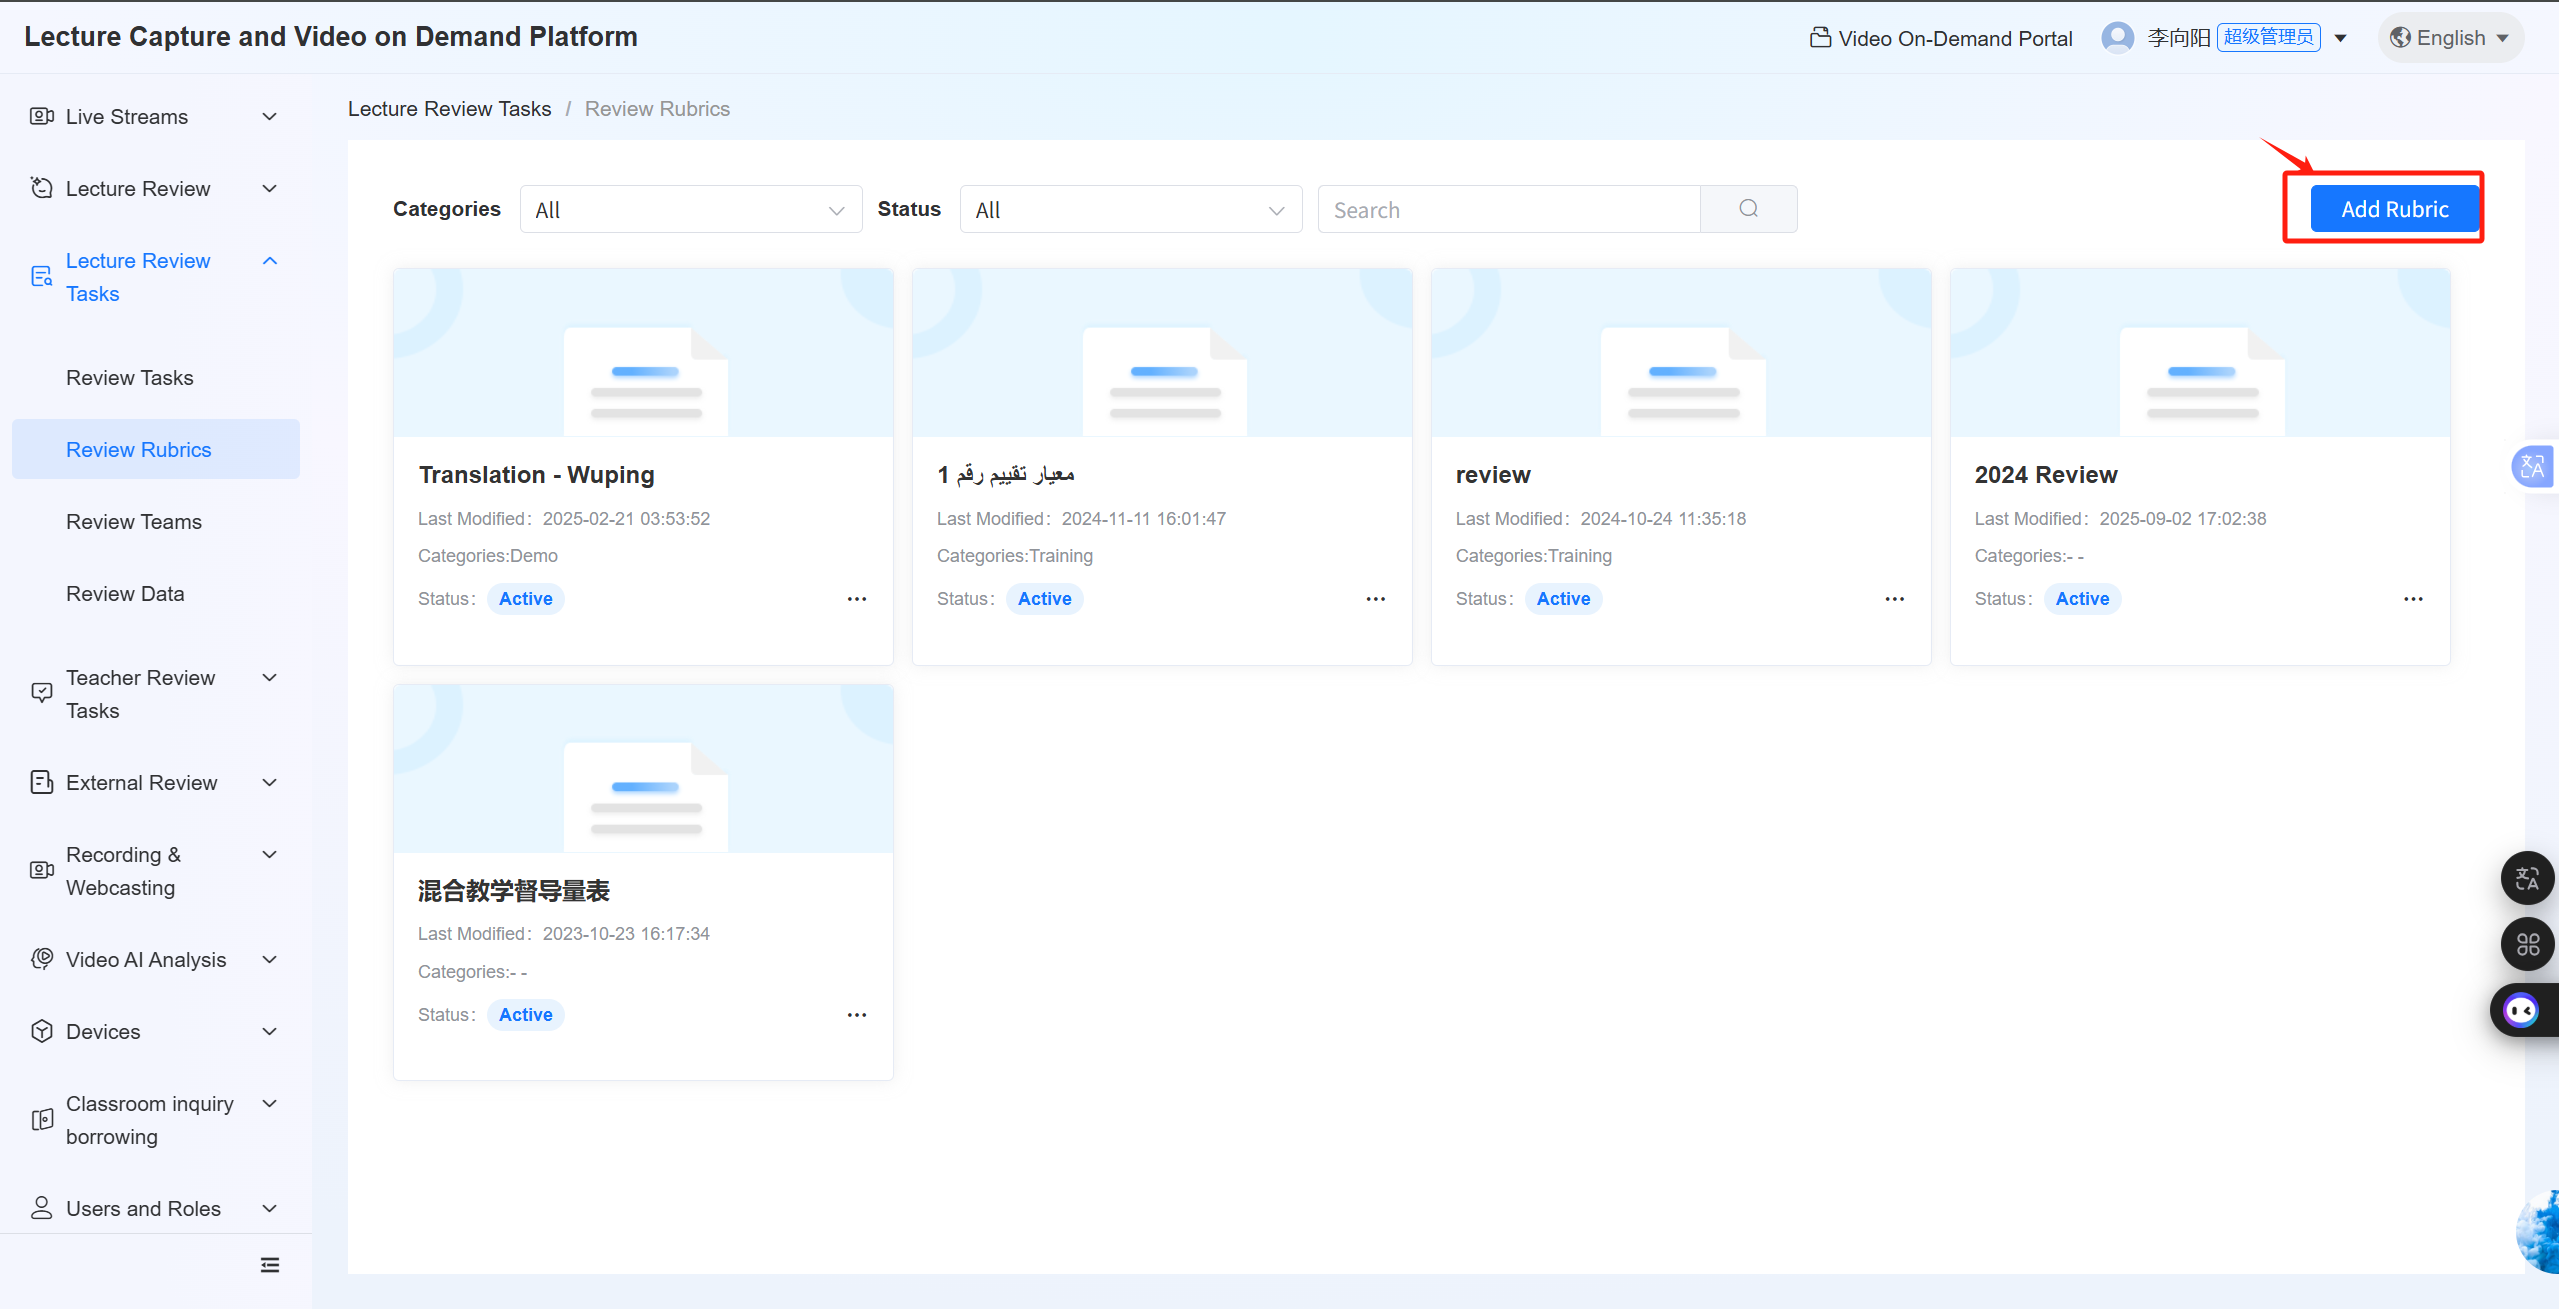 Lecture Capture and Video on Demand Platform
Video On-Demand Portal
李向阳 超级管理员
English
Live Streams
Lecture Review
Lecture Review
Tasks
Review Tasks
Review Rubrics
Review Teams
Review Data
Teacher Review
Tasks
External Review
Recording &
Webcasting
Video AI Analysis
Devices
Classroom inquiry
borrowing
Users and Roles
Lecture Review Tasks / Review Rubrics
Categories All Status All Search
Add Rubric
Translation - Wuping
Last Modified：2025-02-21 03:53:52
Categories:Demo
Status： Active
معيار تقييم رقم 1
Last Modified：2024-11-11 16:01:47
Categories:Training
Status： Active
review
Last Modified：2024-10-24 11:35:18
Categories:Training
Status： Active
2024 Review
Last Modified：2025-09-02 17:02:38
Categories:- -
Status： Active
混合教学督导量表
Last Modified：2023-10-23 16:17:34
Categories:- -
Status： Active